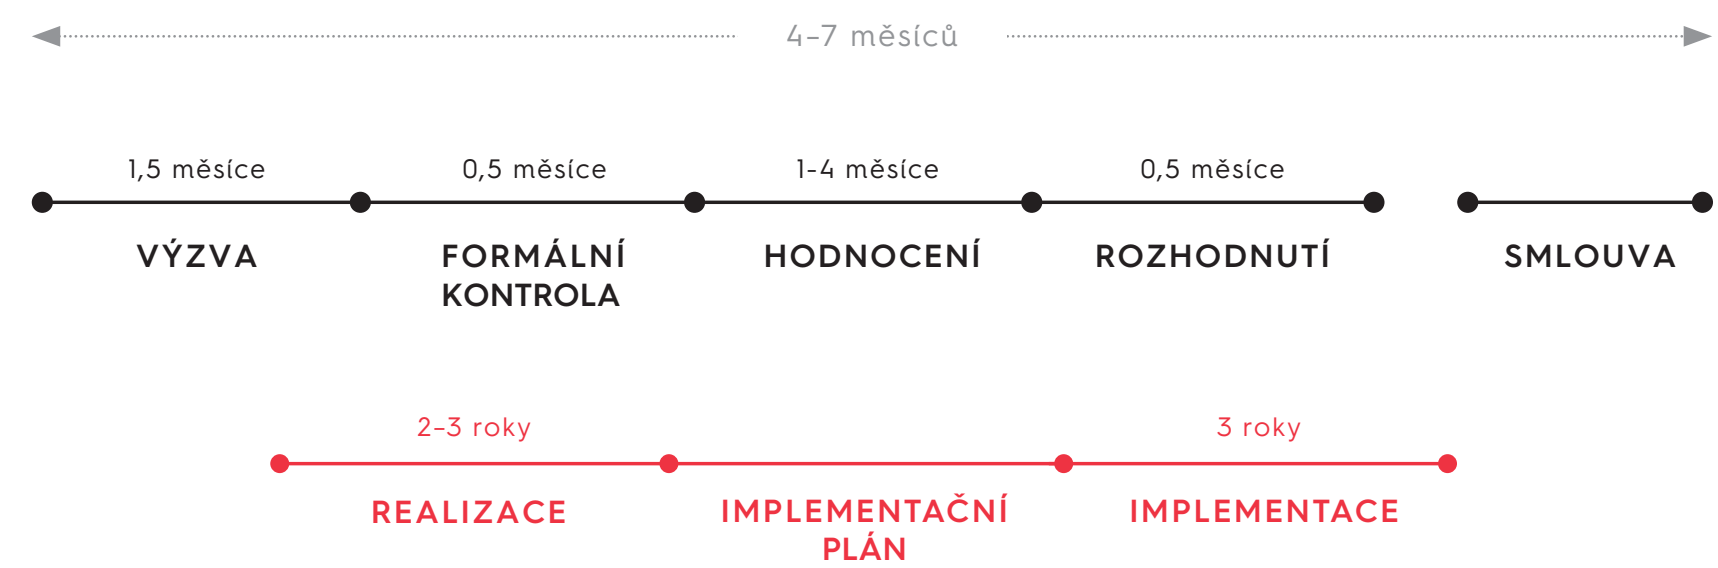 4–7 měsíců
1,5 měsíce
0,5 měsíce
1-4 měsíce
0,5 měsíce
VÝZVA
FORMÁLNÍ
KONTROLA
HODNOCENÍ
ROZHODNUTÍ
SMLOUVA
2–3 roky
3 roky
REALIZACE
IMPLEMENTAČNÍ
PLÁN
IMPLEMENTACE